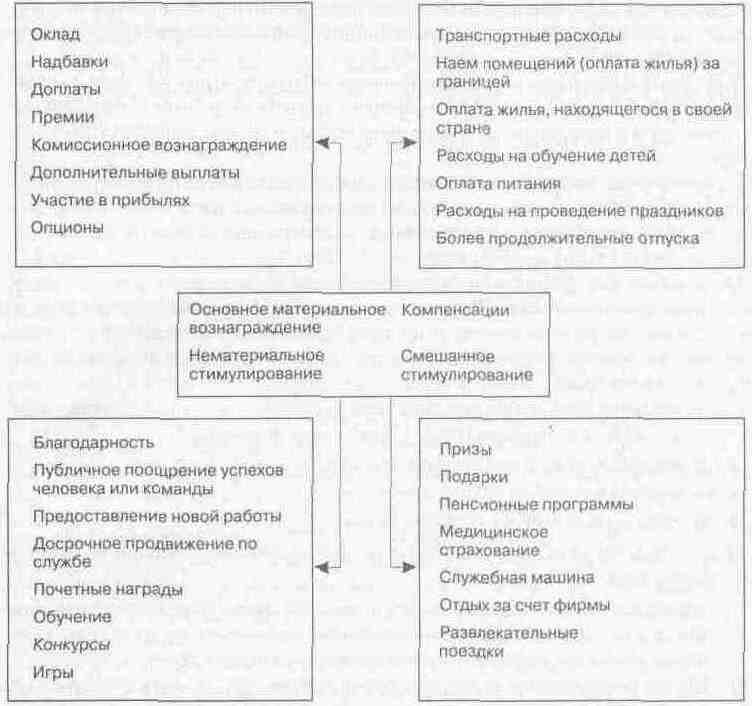 Оклад
Надбавки
Доплаты
Премии
Комиссионное вознаграждение
Дополнительные выплаты
Участие в прибылях
Опционы
Транспортные расходы
Наем помещений (оплата жилья) за
границей
Оплата жилья, находящегося в своей
стране
Расходы на обучение детей
Оплата питания
Расходы на проведение праздников
Более продолжительные отпуска
Основное материальное
вознаграждение
Компенсации
Нематериальное
стимулирование
Смешанное
стимулирование
Благодарность
Публичное поощрение успехов
человека или команды
Предоставление новой работы
Досрочное продвижение по
службе
Почетные награды
Обучение
Конкурсы
Игры
Призы
Подарки
Пенсионные программы
Медицинское
страхование
Служебная машина
Отдых за счет фирмы
Развлекательные
поездки